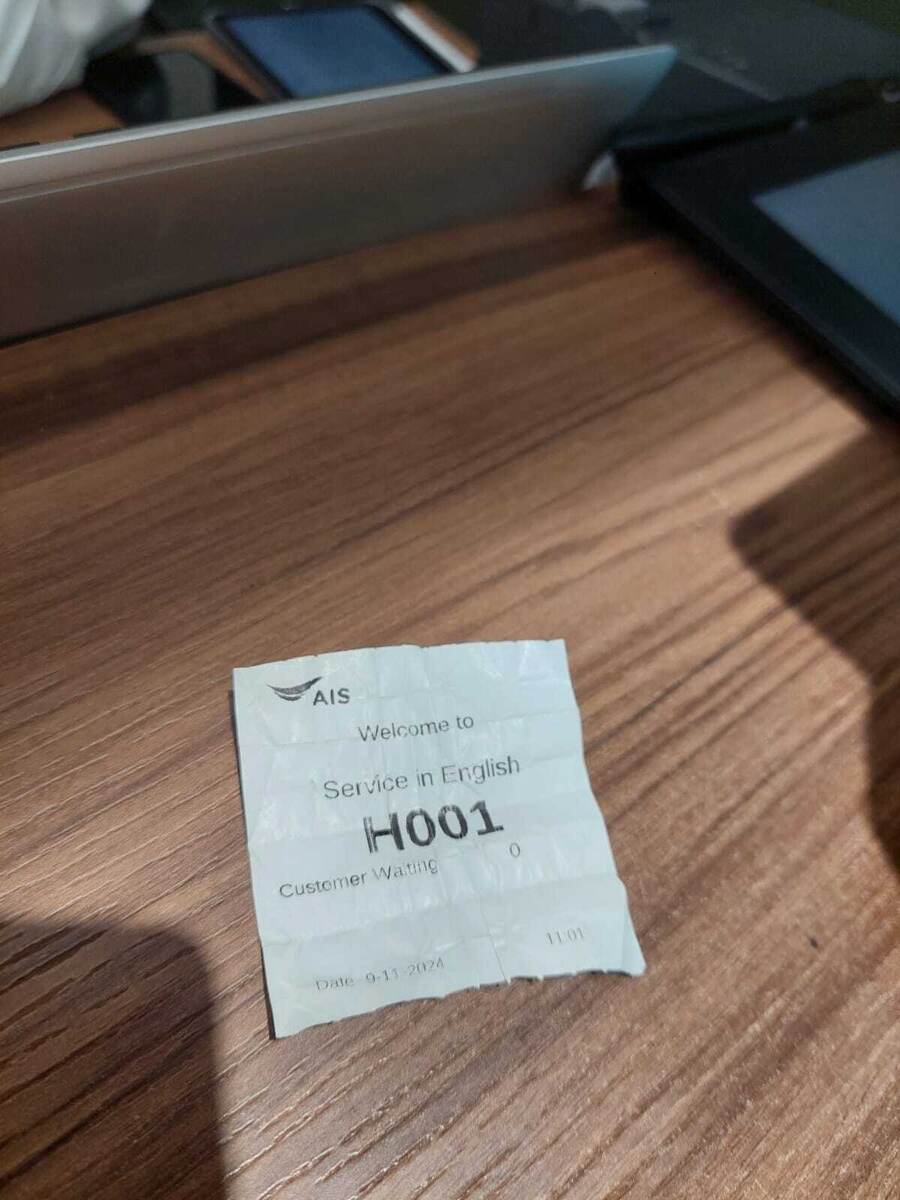 AIS
Welcome to
Service in English
H001
Customer Waiting 0
Date 9-11-2024 11:01